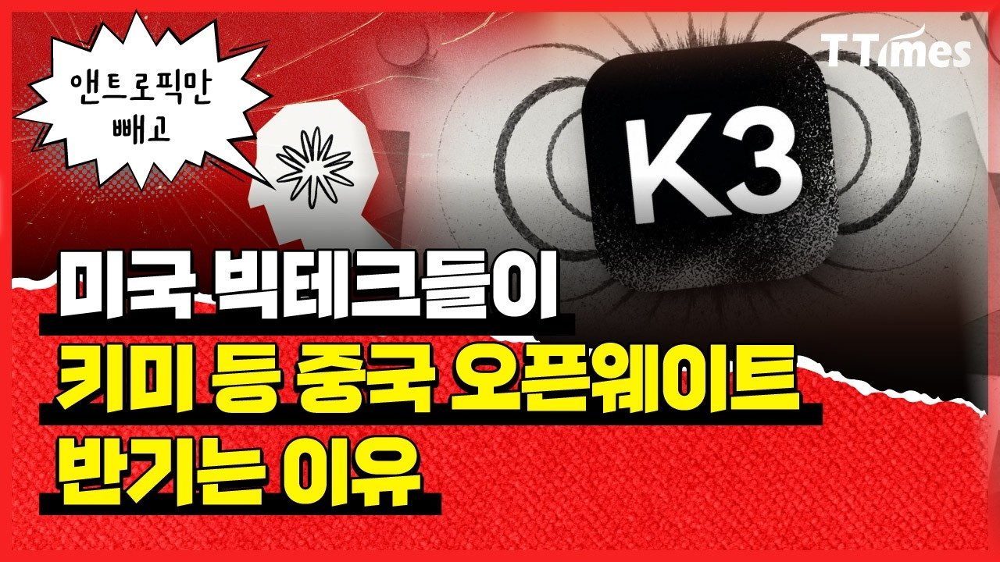 앤트로픽만
빼고
TTimes
K3
미국 빅테크들이
키미 등 중국 오픈웨이트
반기는 이유